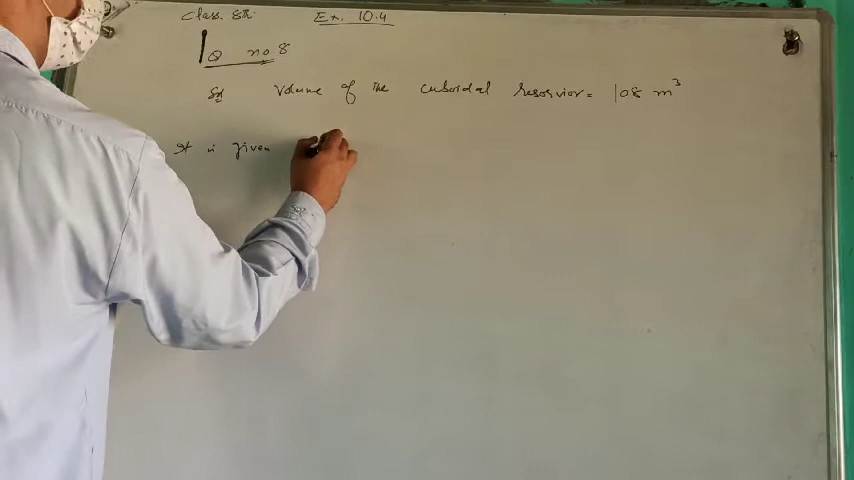 Class. 8th Ex. 10.4
Q no 8
Sol Volume of the cuboidal reservior = 108 m³
It is given